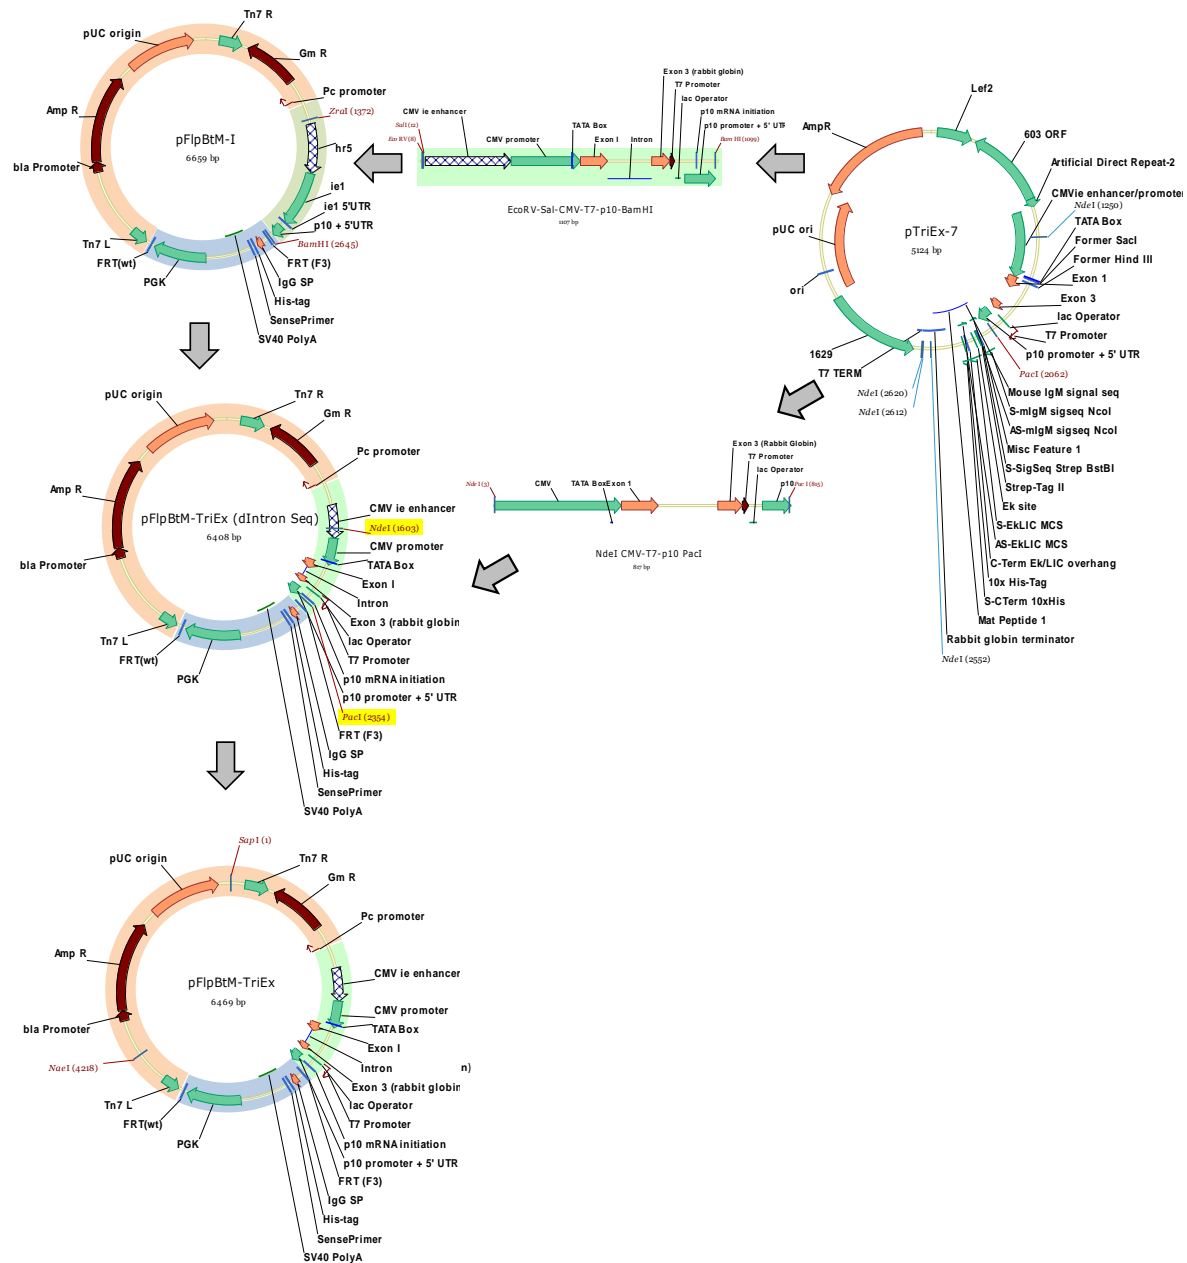 Tn7 R
pUC origin
Gm R
Pc promoter
Amp R
ZraI (1372)
pFlpBtM-I
6659 bp
hr5
bla Promoter
ie1
ie1 5'UTR
p10 + 5'UTR
Tn7 L
BamHI (2645)
FRT(wt)
FRT (F3)
PGK
IgG SP
His-tag
SensePrimer
SV40 PolyA
Exon 3 (rabbit globin)
T7 Promoter
lac Operator
CMV ie enhancer
p10 mRNA initiation
SalI (12)
TATA Box
p10 promoter + 5' UTR
EcoRV (8)
CMV promoter
Exon I
Intron
Bam HI (1099)
EcoRV-Sal-CMV-T7-p10-BamHI
1107 bp
Lef2
AmpR
603 ORF
Artificial Direct Repeat-2
CMVie enhancer/promoter
NdeI (1250)
TATA Box
pUC ori
pTriEx-7
5124 bp
Former SacI
Former Hind III
Exon 1
ori
Exon 3
lac Operator
T7 Promoter
1629
p10 promoter + 5' UTR
T7 TERM
PacI (2062)
NdeI (2620)
Mouse IgM signal seq
NdeI (2612)
S-mIgM sigseq NcoI
AS-mIgM sigseq NcoI
Misc Feature 1
S-SigSeq Strep BstBI
Strep-Tag II
Ek site
S-EkLIC MCS
AS-EkLIC MCS
C-Term Ek/LIC overhang
10x His-Tag
S-CTerm 10xHis
Mat Peptide 1
Rabbit globin terminator
NdeI (2552)
Exon 3 (Rabbit Globin)
T7 Promoter
lac Operator
NdeI (3)
CMV
TATA Box
Exon 1
p10
Pac I (815)
NdeI CMV-T7-p10 PacI
817 bp
pUC origin
Tn7 R
Gm R
Pc promoter
Amp R
CMV ie enhancer
pFlpBtM-TriEx (dIntron Seq)
6408 bp
NdeI (1603)
CMV promoter
bla Promoter
TATA Box
Exon I
Intron
Exon 3 (rabbit globin
Tn7 L
lac Operator
FRT(wt)
T7 Promoter
PGK
p10 mRNA initiation
p10 promoter + 5' UTR
PacI (2354)
FRT (F3)
IgG SP
His-tag
SensePrimer
SV40 PolyA
SapI (1)
pUC origin
Tn7 R
Gm R
Pc promoter
Amp R
CMV ie enhancer
pFlpBtM-TriEx
6469 bp
CMV promoter
bla Promoter
TATA Box
Exon I
NaeI (4218)
Intron
n)
Exon 3 (rabbit globin
Tn7 L
lac Operator
FRT(wt)
T7 Promoter
PGK
p10 mRNA initiation
p10 promoter + 5' UTR
FRT (F3)
IgG SP
His-tag
SensePrimer
SV40 PolyA